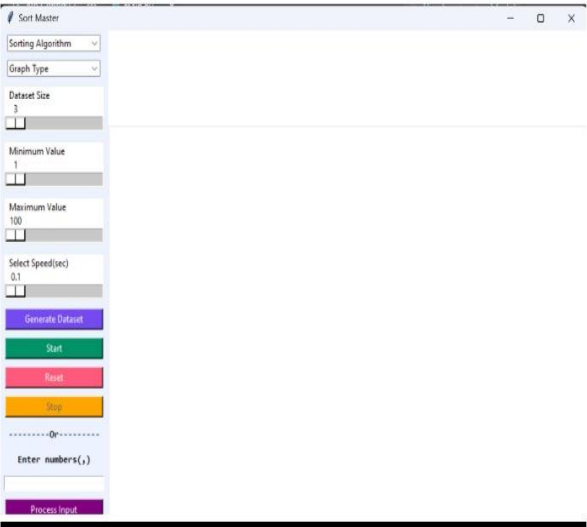 Sort Master
Sorting Algorithm
Graph Type
Dataset Size
3
Minimum Value
1
Maximum Value
100
Select Speed(sec)
0.1
Generate Dataset
Start
Reset
Stop
---------Or---------
Enter numbers(,)
Process Input